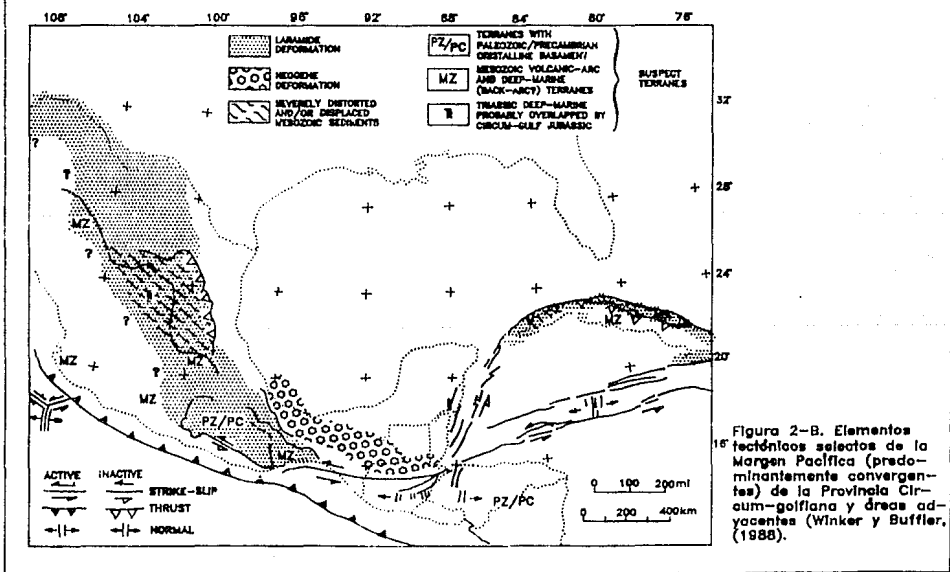 108° 104° 100° 96° 92° 88° 84° 80° 76°
LARAMIDE
DEFORMATION
NEOGENE
DEFORMATION
SEVERELY DISTORTED
AND/OR DISPLACED
MESOZOIC SEDIMENTS
PZ/PC
TERRANES WITH
PALEOZOIC/PRECAMBRIAN
CRISTALLINE BASAMENT
MZ
MESOZOIC VOLCANIC-ARC
AND DEEP-MARINE
(BACK-ARC?) TERRANES
TRIASSIC DEEP-MARINE
PROBABLY OVERLAPPED BY
CIRCUM-GULF JURASSIC
SUSPECT
TERRANES
32°
28°
24°
20°
16°
?
?
MZ
?
?
?
MZ
MZ
MZ
?
MZ
PZ/PC
MZ
PZ/PC
ACTIVE INACTIVE
STRIKE-SLIP
THRUST
NORMAL
0 100 200mi
0 200 400km
Figura 2-B. Elementos
tectónicos selectos de la
Margen Pacífica (predo-
minantemente convergen-
tes) de la Provincia Cir-
cum-golfiana y áreas ad-
yacentes (Winker y Buffler,
(1988).